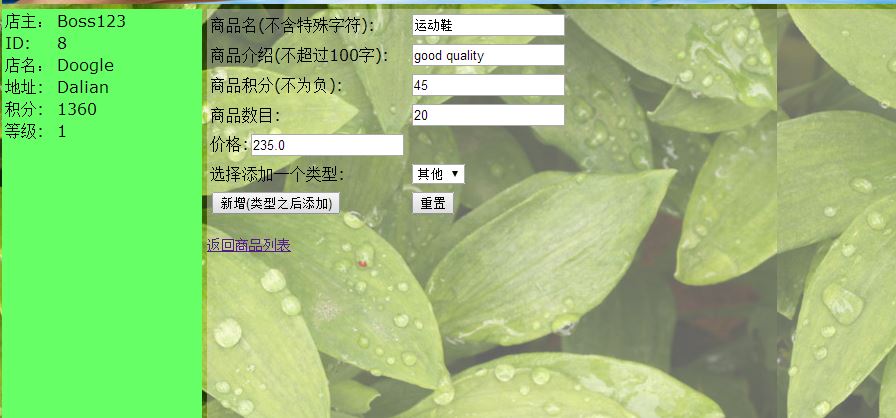 店主： Boss123
ID： 8
店名： Doogle
地址： Dalian
积分： 1360
等级： 1
商品名(不含特殊字符)： 运动鞋
商品介绍(不超过100字)： good quality
商品积分(不为负)： 45
商品数目： 20
价格： 235.0
选择添加一个类型： 其他
新增(类型之后添加) 重置
返回商品列表